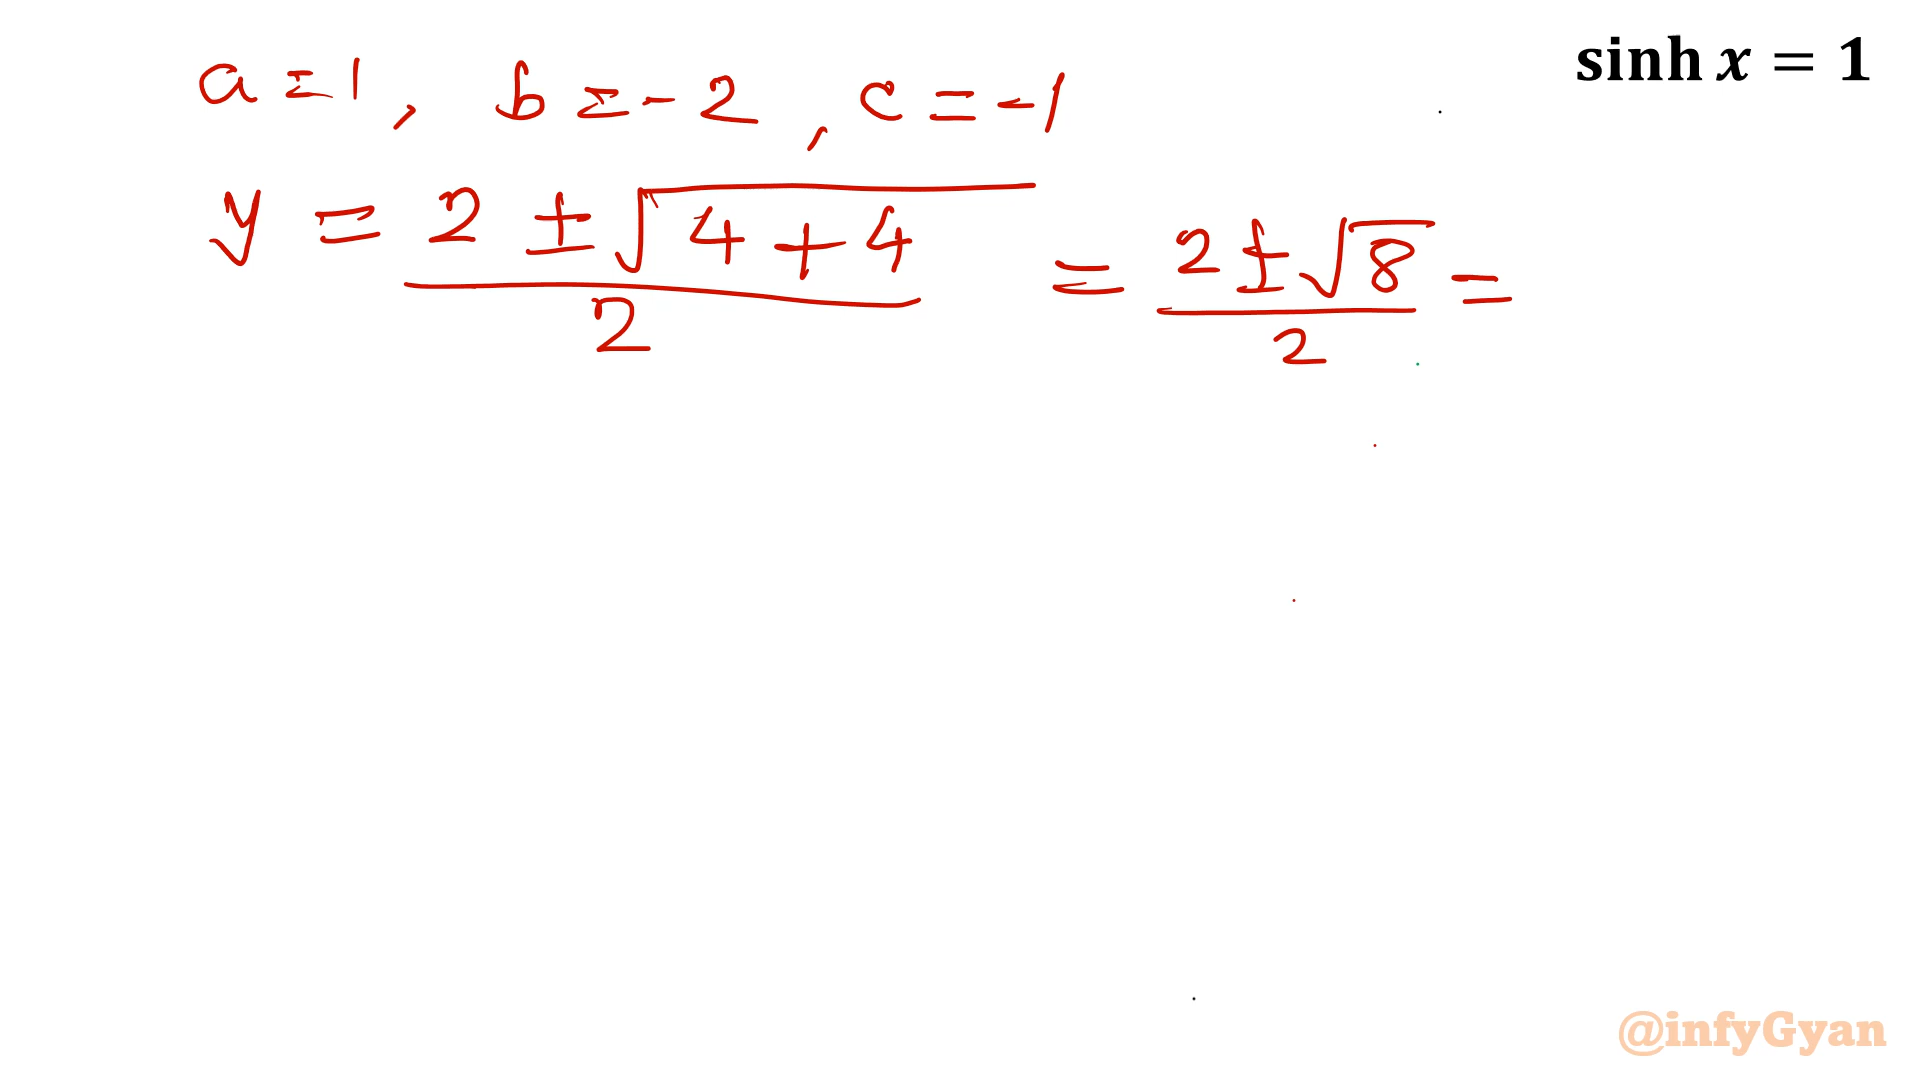 sinh x = 1
a = 1, b = -2, c = -1
y = (2 ± √(4 + 4))/2 = (2 ± √8)/2 =
@infyGyan